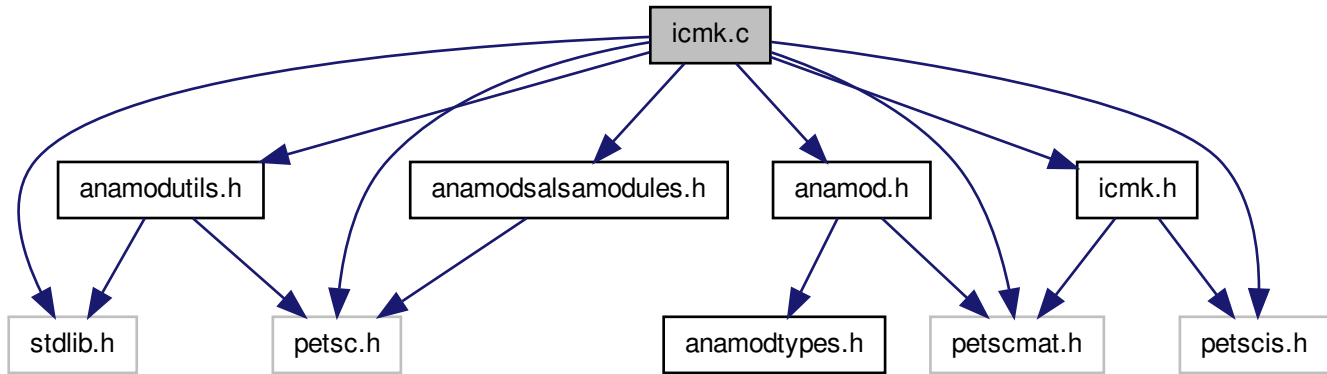 icmk.c
anamodutils.h
anamodsalsamodules.h
anamod.h
icmk.h
stdlib.h
petsc.h
anamodtypes.h
petscmat.h
petscis.h